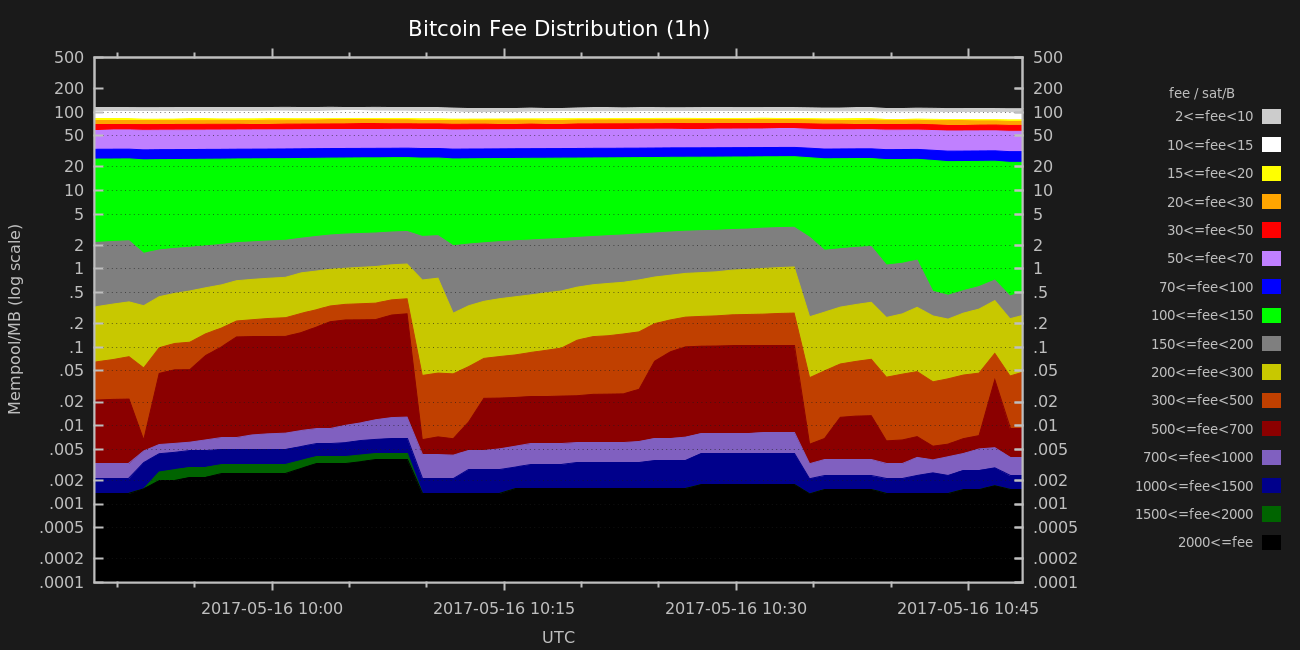 Bitcoin Fee Distribution (1h)
500 500
200 200
100 100
50 50
20 20
10 10
5 5
2 2
1 1
.5 .5
.2 .2
.1 .1
.05 .05
.02 .02
.01 .01
.005 .005
.002 .002
.001 .001
.0005 .0005
.0002 .0002
.0001 .0001
Mempool/MB (log scale)
2017-05-16 10:00 2017-05-16 10:15 2017-05-16 10:30 2017-05-16 10:45
UTC
fee / sat/B
2<=fee<10
10<=fee<15
15<=fee<20
20<=fee<30
30<=fee<50
50<=fee<70
70<=fee<100
100<=fee<150
150<=fee<200
200<=fee<300
300<=fee<500
500<=fee<700
700<=fee<1000
1000<=fee<1500
1500<=fee<2000
2000<=fee